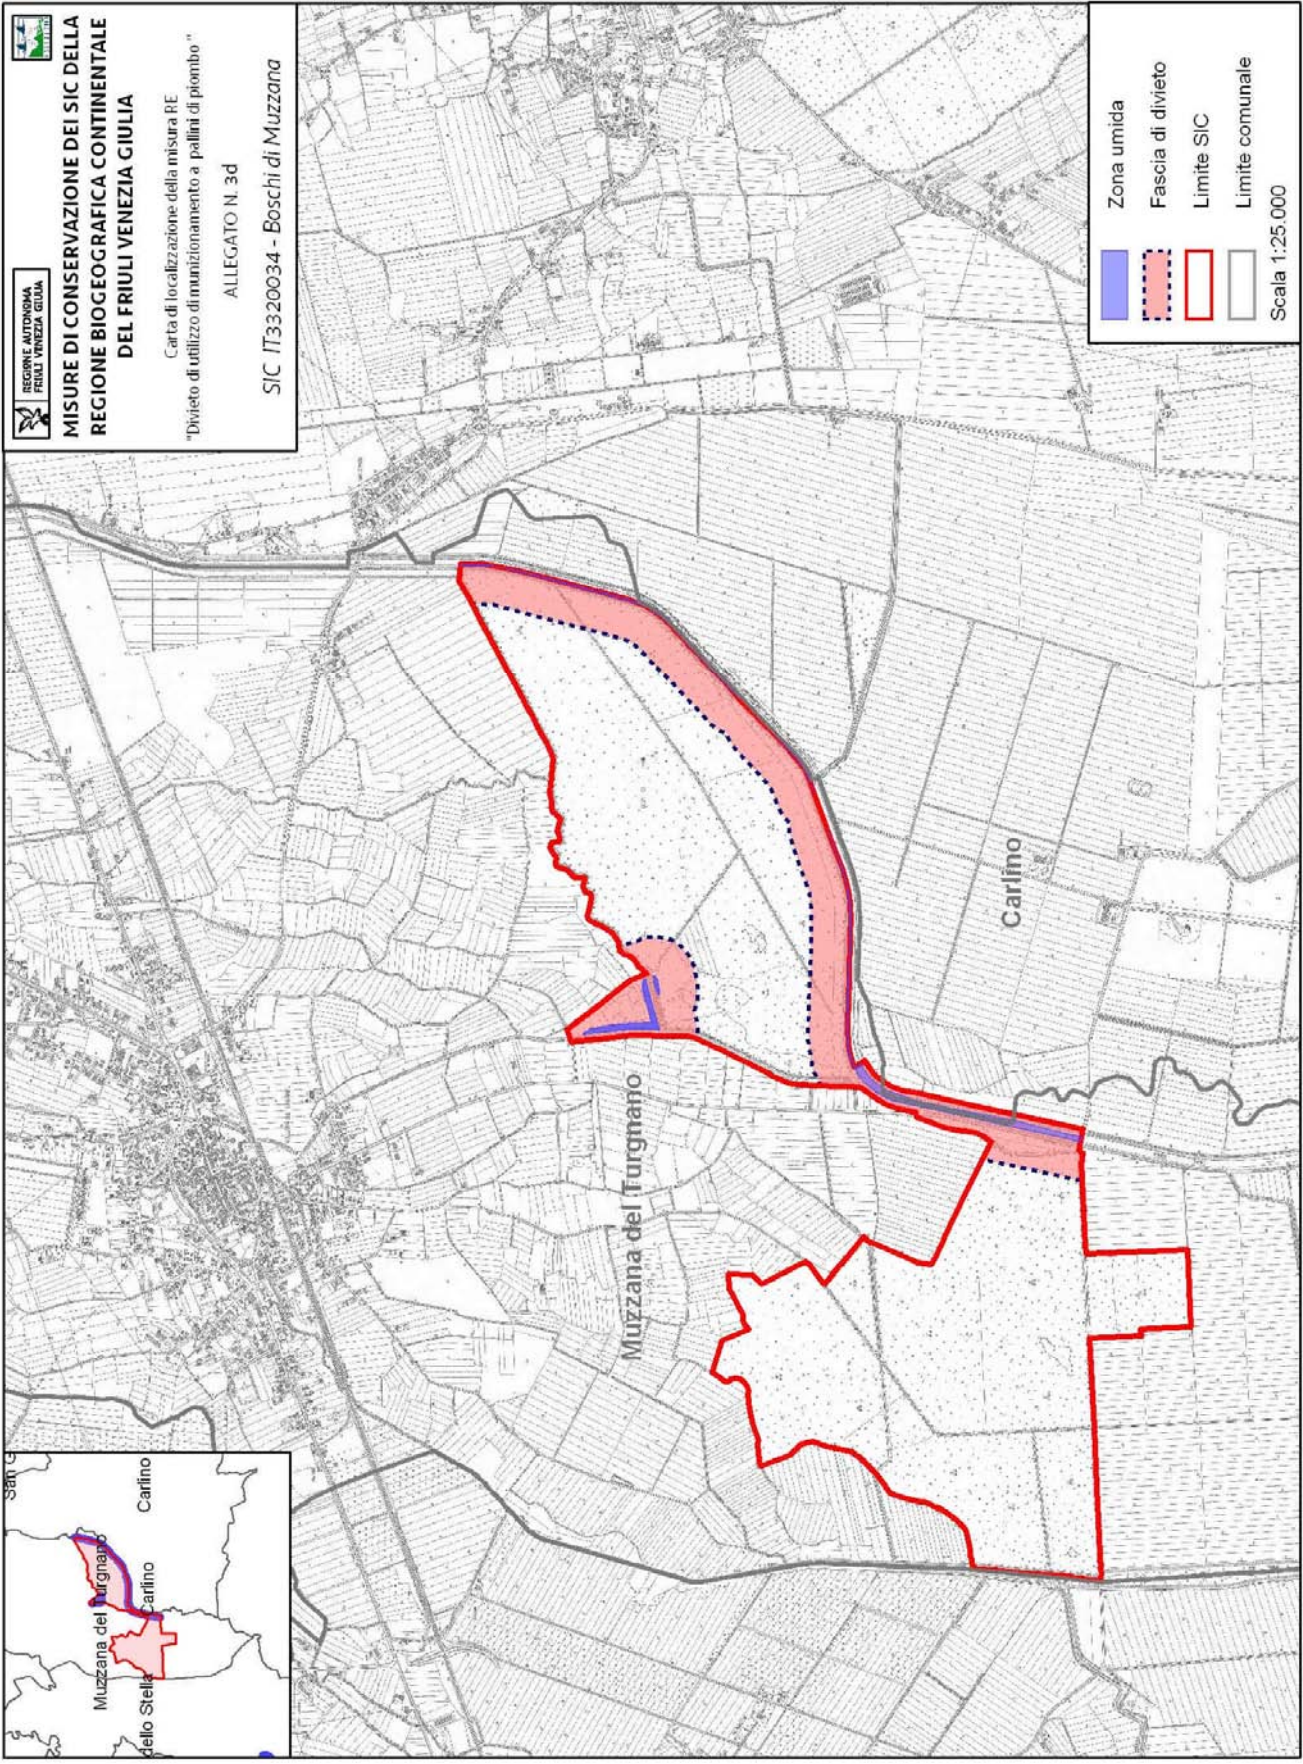 REGIONE AUTONOMA
FRIULI VENEZIA GIULIA
MISURE DI CONSERVAZIONE DEI SIC DELLA
REGIONE BIOGEOGRAFICA CONTINENTALE
DEL FRIULI VENEZIA GIULIA
Carta di localizzazione della misura RE
"Divieto di utilizzo di munizionamento a pallini di piombo "
ALLEGATO N. 3d
SIC IT3320034 - Boschi di Muzzana
Zona umida
Fascia di divieto
Limite SIC
Limite comunale
Scala 1:25.000
Muzzana del Turgnano
Carlino
San G
Muzzana del Turgnano
Carlino
Carlino
dello Stella